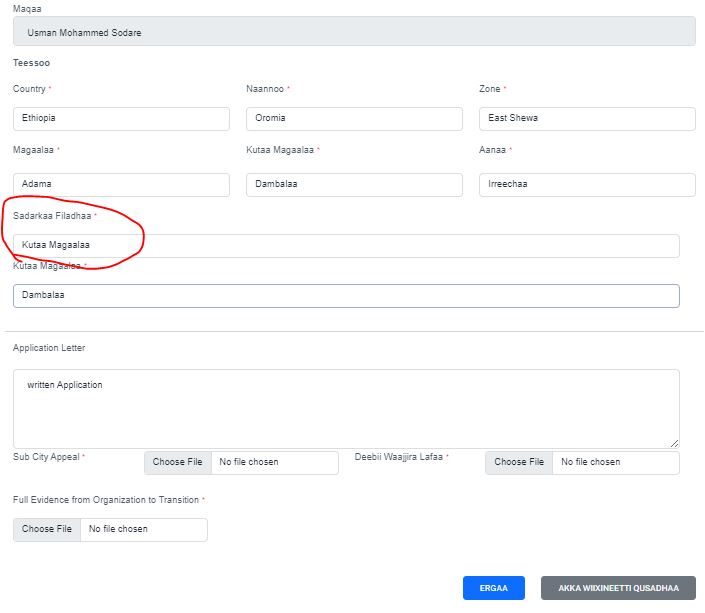 Maqaa
Usman Mohammed Sodare
Teessoo
Country * Naannoo * Zone *
Ethiopia Oromia East Shewa
Magaalaa * Kutaa Magaalaa * Aanaa *
Adama Dambalaa Irreechaa
Sadarkaa Filadhaa *
Kutaa Magaalaa
Kutaa Magaalaa *
Dambalaa
Application Letter
written Application
Sub City Appeal * Choose File No file chosen Deebii Waajjira Lafaa * Choose File No file chosen
Full Evidence from Organization to Transition *
Choose File No file chosen
ERGAA AKKA WIIXINEETTI QUSADHAA